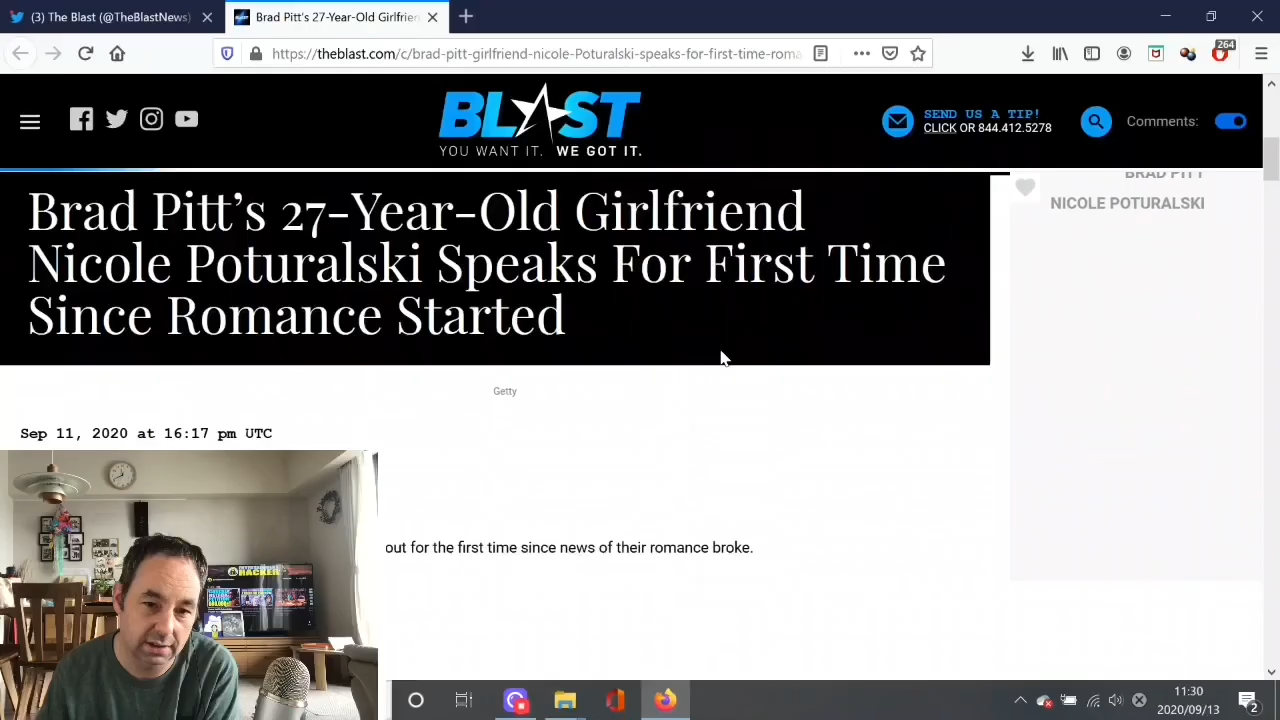 (3) The Blast (@TheBlastNews)
Brad Pitt's 27-Year-Old Girlfrien
https://theblast.com/c/brad-pitt-girlfriend-nicole-Poturalski-speaks-for-first-time-roma
264
BLAST
YOU WANT IT. WE GOT IT.
SEND US A TIP!
CLICK OR 844.412.5278
Comments:
Brad Pitt’s 27-Year-Old Girlfriend
Nicole Poturalski Speaks For First Time
Since Romance Started
BRAD PITT
NICOLE POTURALSKI
Getty
Sep 11, 2020 at 16:17 pm UTC
out for the first time since news of their romance broke.
HACKER
11:30
2020/09/13
2